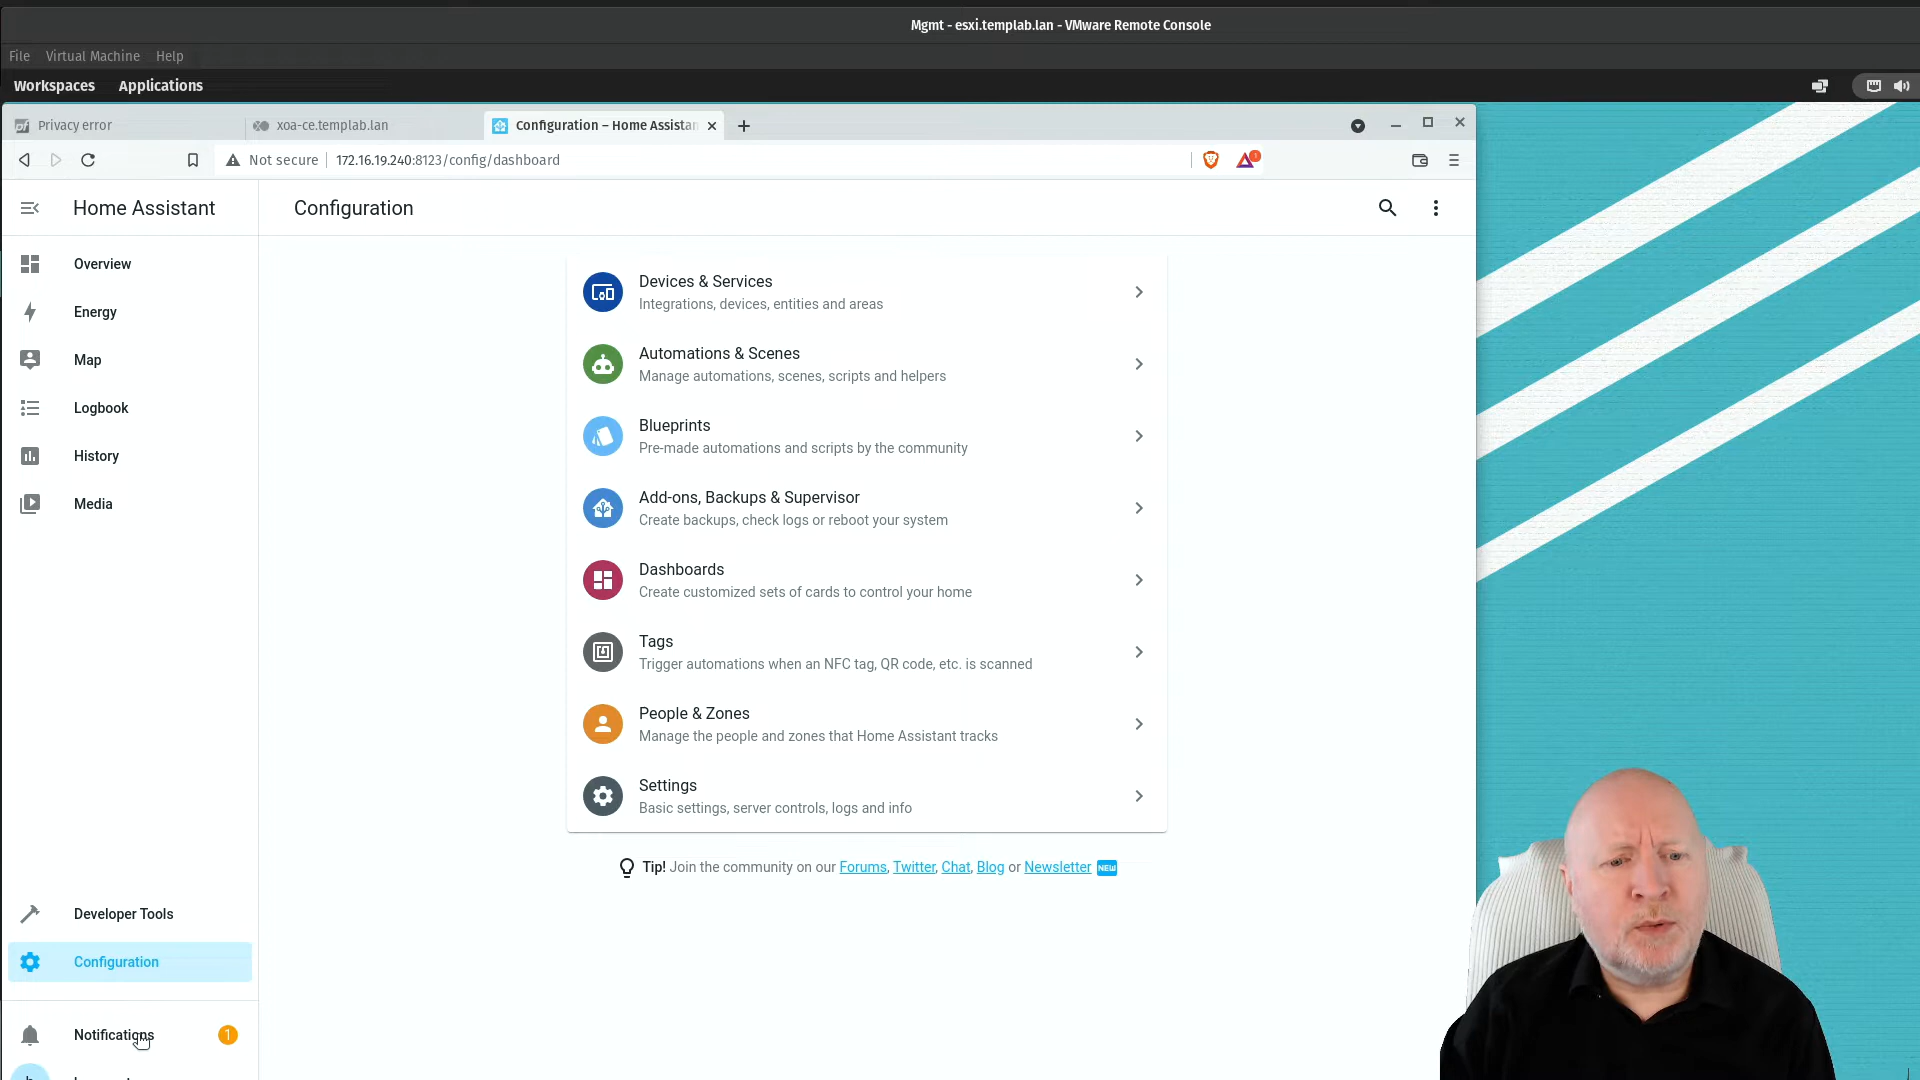 Mgmt - esxi.templab.lan - VMware Remote Console
File Virtual Machine Help
Workspaces Applications
Privacy error
xoa-ce.templab.lan
Configuration – Home Assistan
Not secure
172.16.19.240:8123/config/dashboard
1
Home Assistant
Configuration
Overview
Energy
Map
Logbook
History
Media
Devices & Services
Integrations, devices, entities and areas
Automations & Scenes
Manage automations, scenes, scripts and helpers
Blueprints
Pre-made automations and scripts by the community
Add-ons, Backups & Supervisor
Create backups, check logs or reboot your system
Dashboards
Create customized sets of cards to control your home
Tags
Trigger automations when an NFC tag, QR code, etc. is scanned
People & Zones
Manage the people and zones that Home Assistant tracks
Settings
Basic settings, server controls, logs and info
Tip! Join the community on our Forums, Twitter, Chat, Blog or Newsletter NEW
Developer Tools
Configuration
Notifications 1